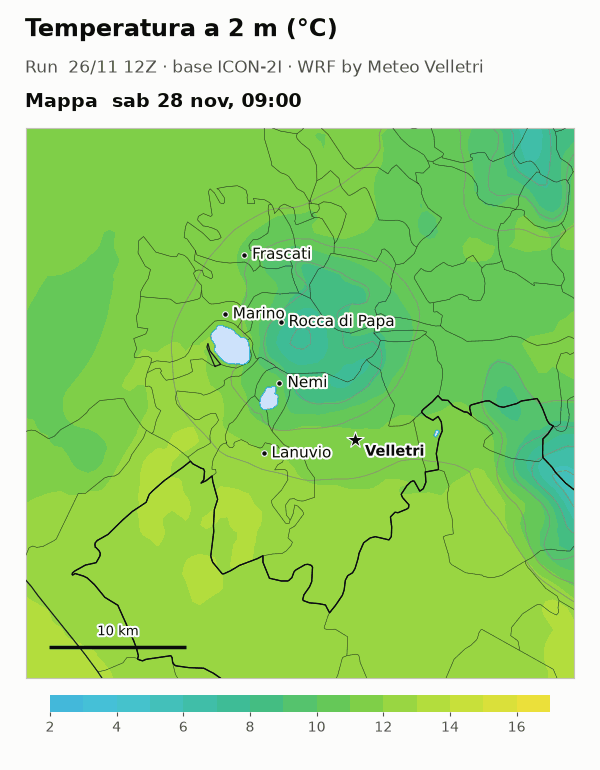 Temperatura a 2 m (°C)
Run  26/11 12Z · base ICON-2I · WRF by Meteo Velletri
Mappa  sab 28 nov, 09:00
Frascati
Marino
Rocca di Papa
Nemi
Velletri
Lanuvio
10 km
2 4 6 8 10 12 14 16